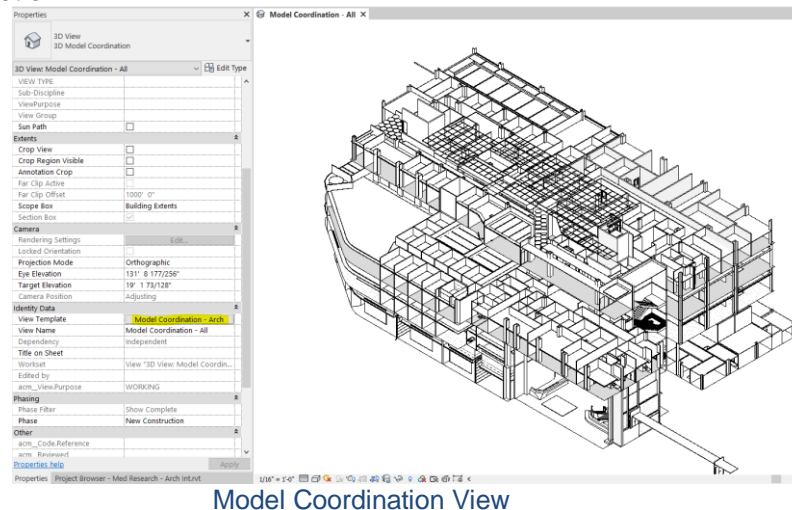 Properties
Model Coordination - All
3D View
3D Model Coordination
3D View: Model Coordination - All
Edit Type
VIEW TYPE
Sub-Discipline
ViewPurpose
View Group
Sun Path
Extents
Crop View
Crop Region Visible
Annotation Crop
Far Clip Active
Far Clip Offset 1000' 0"
Scope Box Building Extents
Section Box
Camera
Rendering Settings Edit...
Locked Orientation
Projection Mode Orthographic
Eye Elevation 131' 8 177/256"
Target Elevation 19' 1 73/128"
Camera Position Adjusting
Identity Data
View Template Model Coordination - Arch
View Name Model Coordination - All
Dependency Independent
Title on Sheet
Workset View "3D View: Model Coordin...
Edited by
acm_View.Purpose WORKING
Phasing
Phase Filter Show Complete
Phase New Construction
Other
acm_Code.Reference
acm_Reviewed
Properties help Apply
Properties Project Browser - Med Research - Arch Int.rvt
1/16" = 1'-0"
Model Coordination View